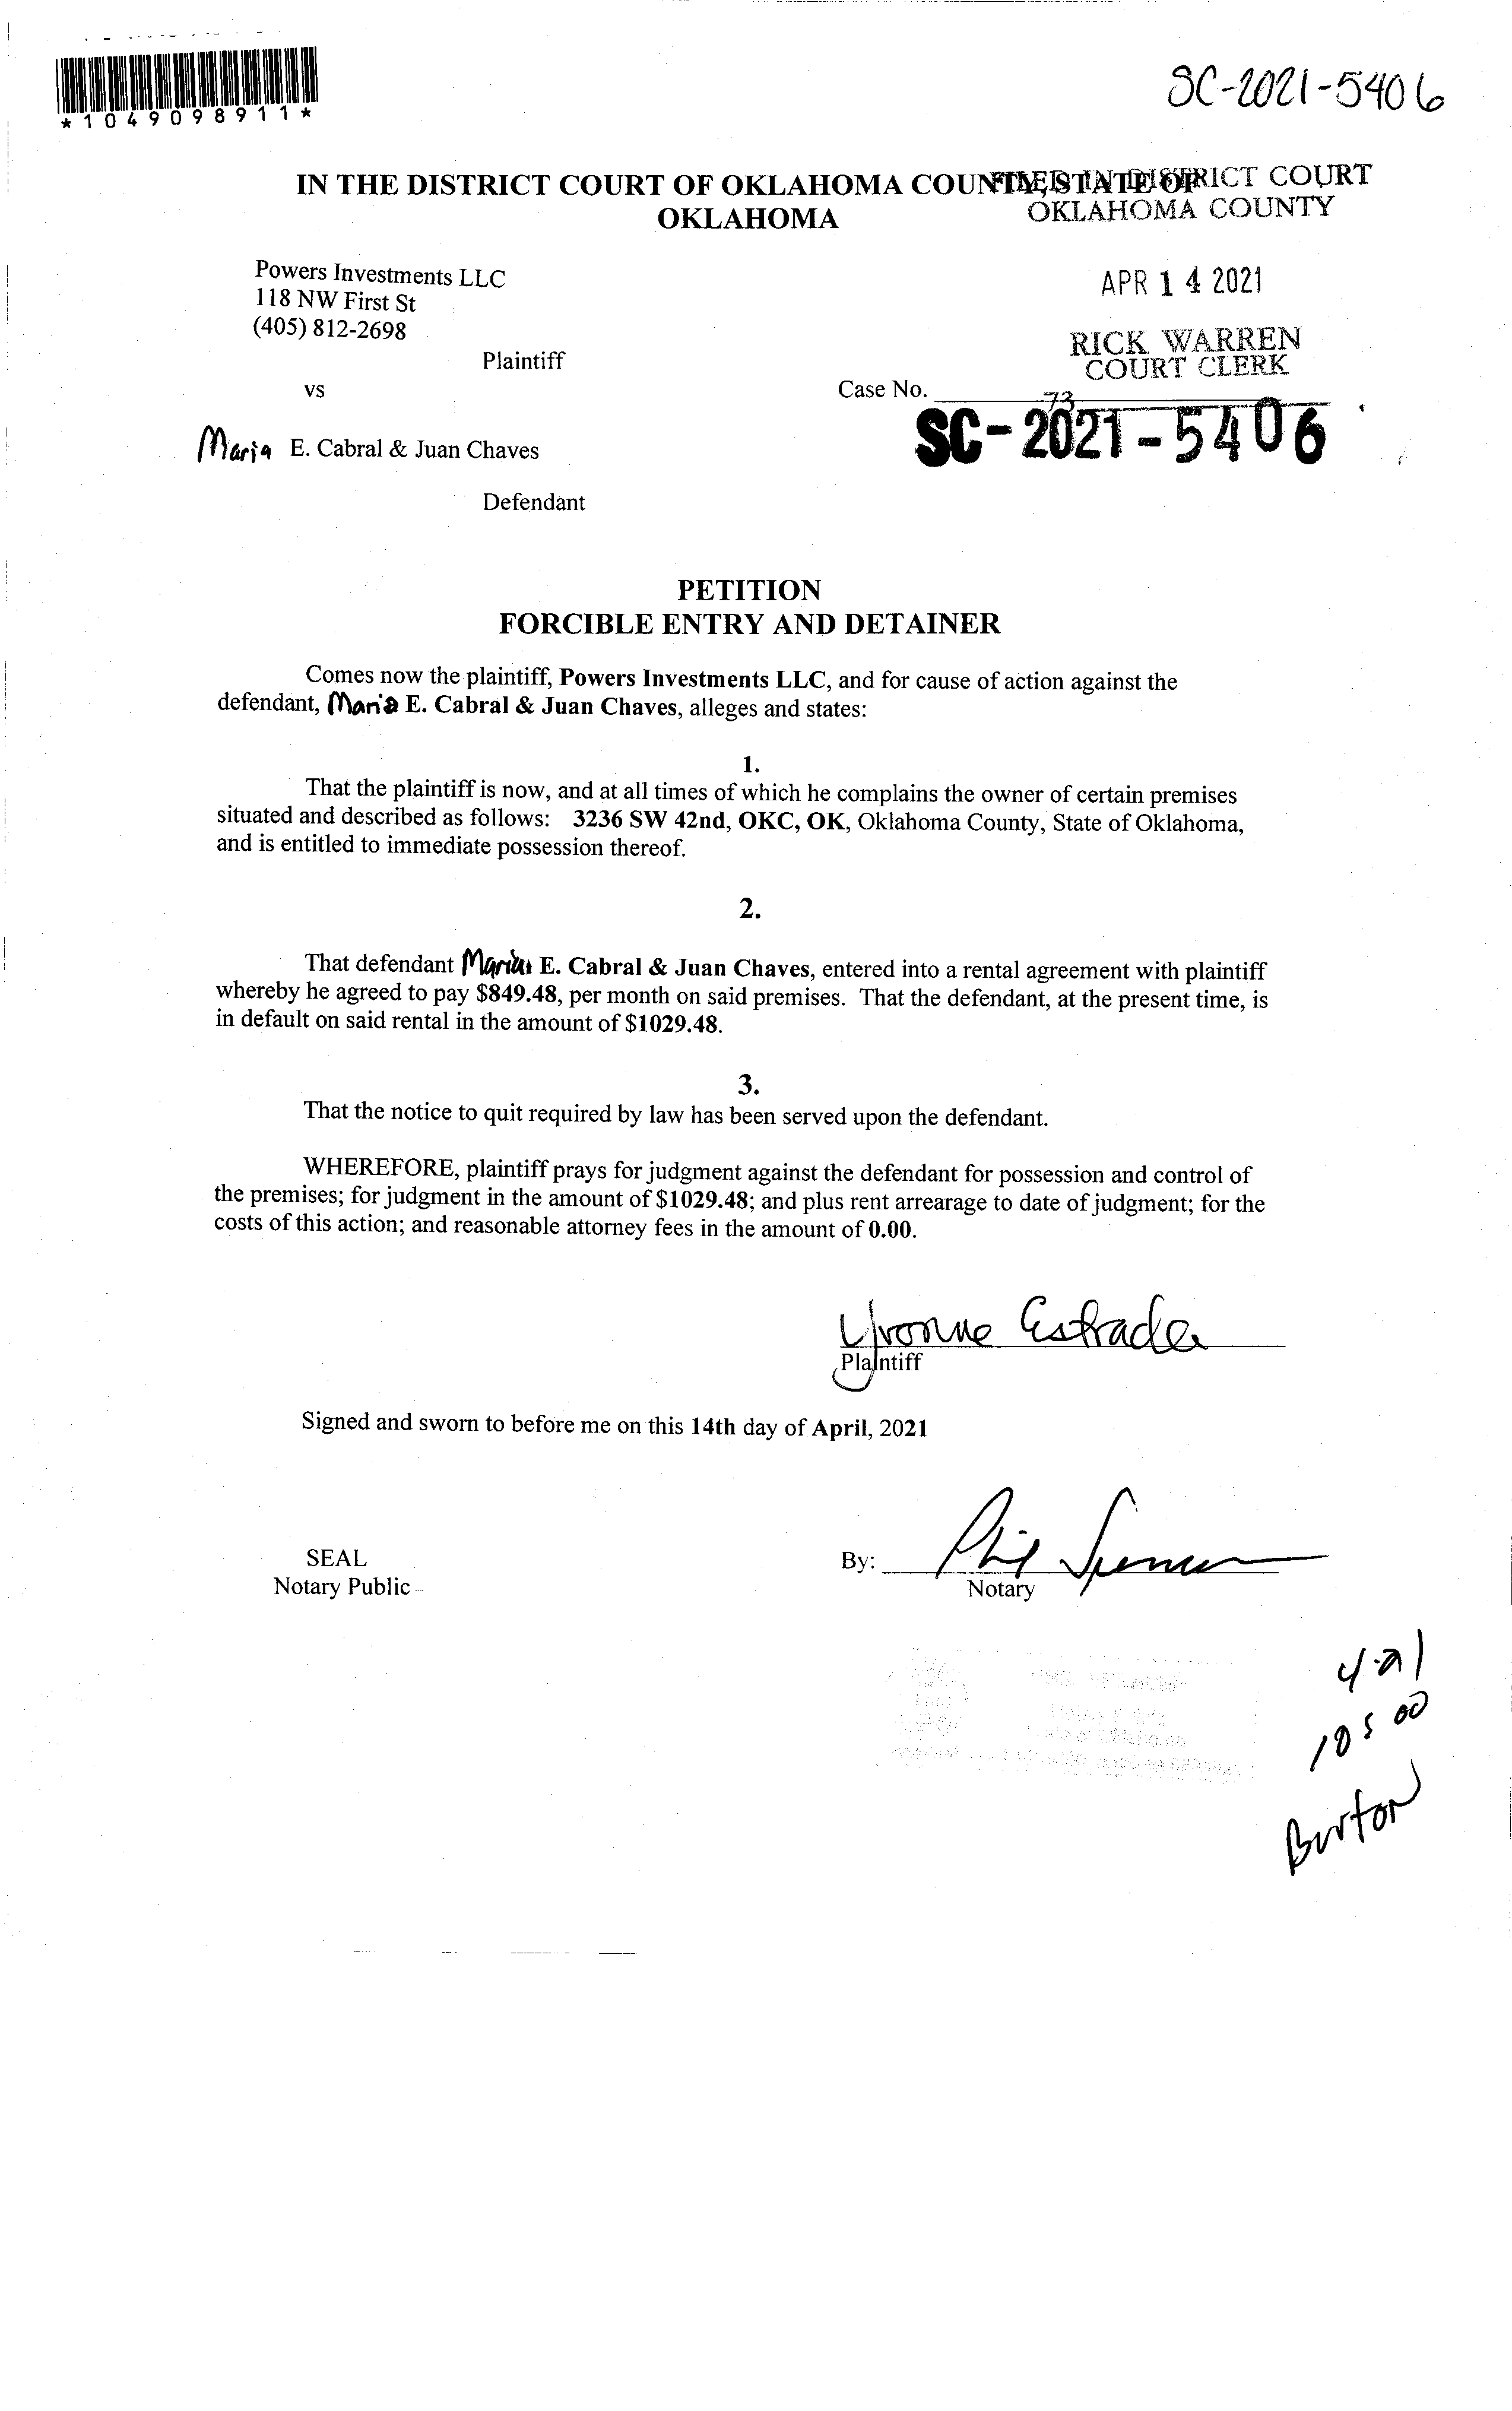 *1049098911*
SC-2021-5406
IN THE DISTRICT COURT OF OKLAHOMA COUNTY, STATE OF
OKLAHOMA
FILED IN DISTRICT COURT
OKLAHOMA COUNTY
Powers Investments LLC
118 NW First St
(405) 812-2698
Plaintiff
APR 14 2021
RICK WARREN
COURT CLERK
vs
Case No.
73
SC-2021-5406
Maria E. Cabral & Juan Chaves
Defendant
PETITION
FORCIBLE ENTRY AND DETAINER
Comes now the plaintiff, Powers Investments LLC, and for cause of action against the
defendant, Maria E. Cabral & Juan Chaves, alleges and states:
1.
That the plaintiff is now, and at all times of which he complains the owner of certain premises
situated and described as follows: 3236 SW 42nd, OKC, OK, Oklahoma County, State of Oklahoma,
and is entitled to immediate possession thereof.
2.
That defendant Maria E. Cabral & Juan Chaves, entered into a rental agreement with plaintiff
whereby he agreed to pay $849.48, per month on said premises. That the defendant, at the present time, is
in default on said rental in the amount of $1029.48.
3.
That the notice to quit required by law has been served upon the defendant.
WHEREFORE, plaintiff prays for judgment against the defendant for possession and control of
the premises; for judgment in the amount of $1029.48; and plus rent arrearage to date of judgment; for the
costs of this action; and reasonable attorney fees in the amount of 0.00.
Yvonne Estrada
Plaintiff
Signed and sworn to before me on this 14th day of April, 2021
SEAL
Notary Public
By: Phil Spencer
Notary
4-21
Burton